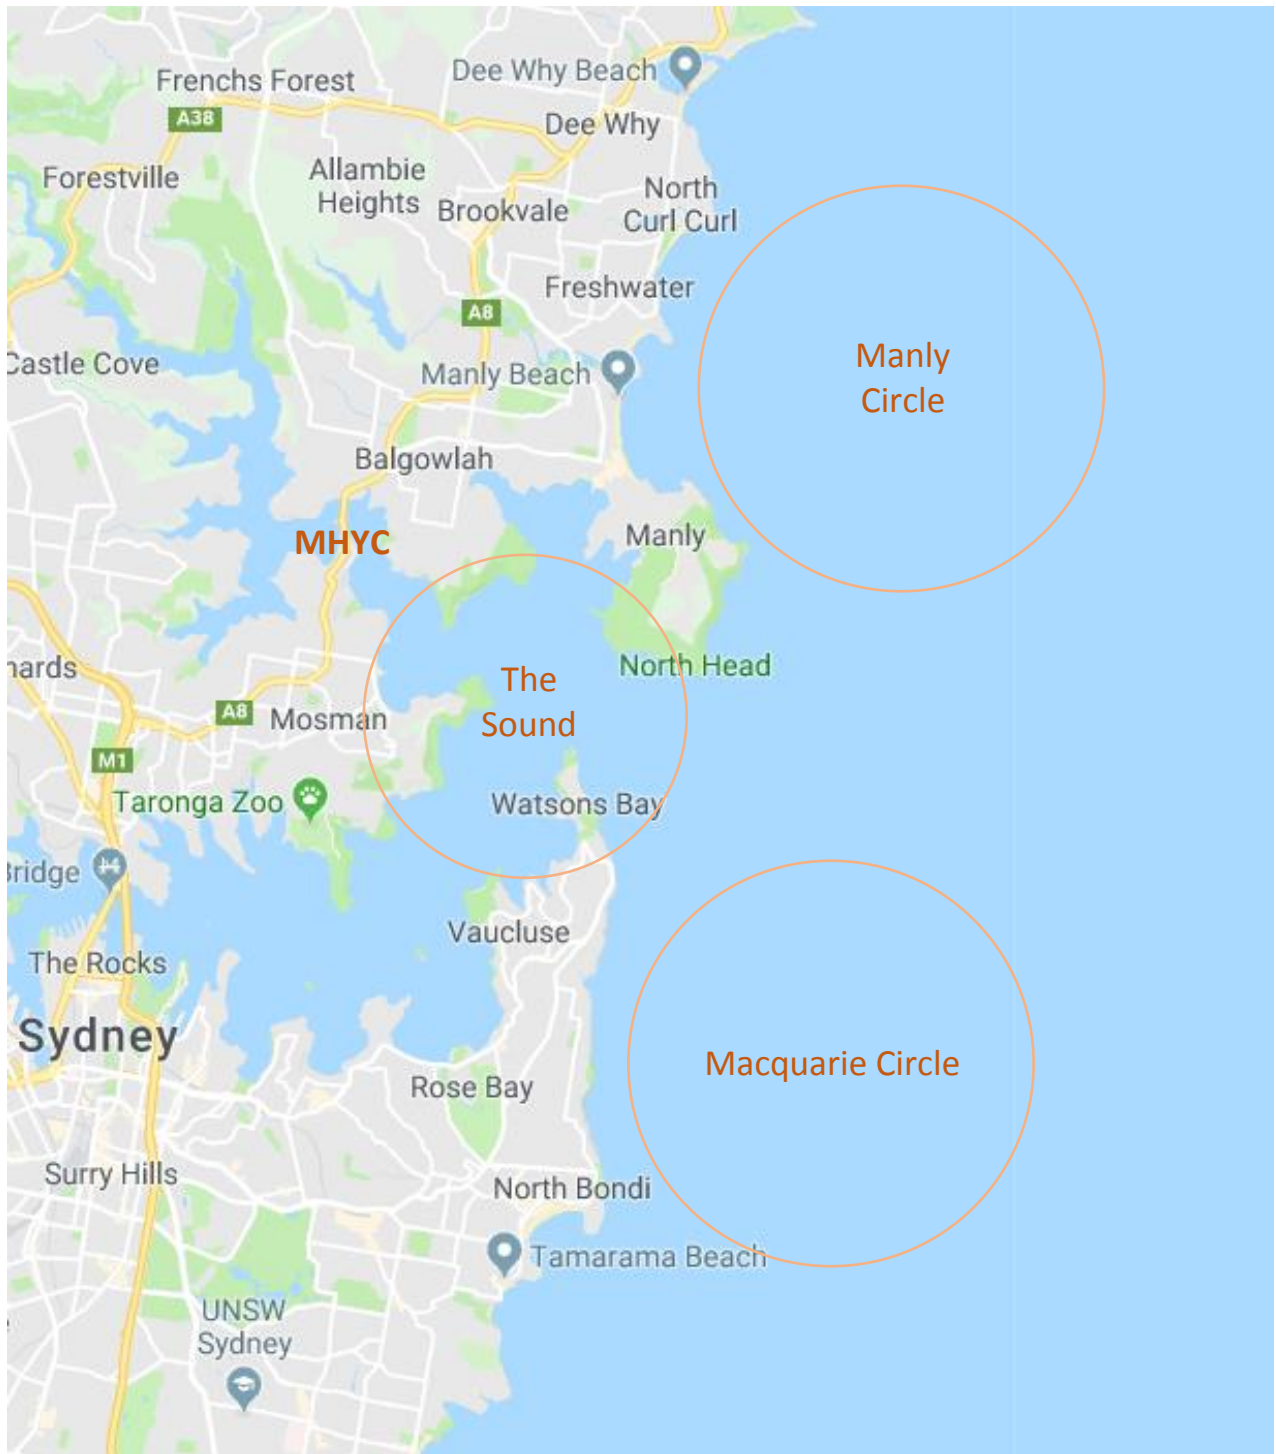 Dee Why Beach
Frenchs Forest
A38
Dee Why
Allambie
Heights
Forestville
North
Curl Curl
Brookvale
Freshwater
A8
Manly
Circle
Castle Cove
Manly Beach
Balgowlah
Manly
MHYC
North Head
nards
The
Sound
A8
Mosman
M1
Taronga Zoo
Watsons Bay
Bridge
Vaucluse
The Rocks
Sydney
Macquarie Circle
Rose Bay
Surry Hills
North Bondi
Tamarama Beach
UNSW
Sydney